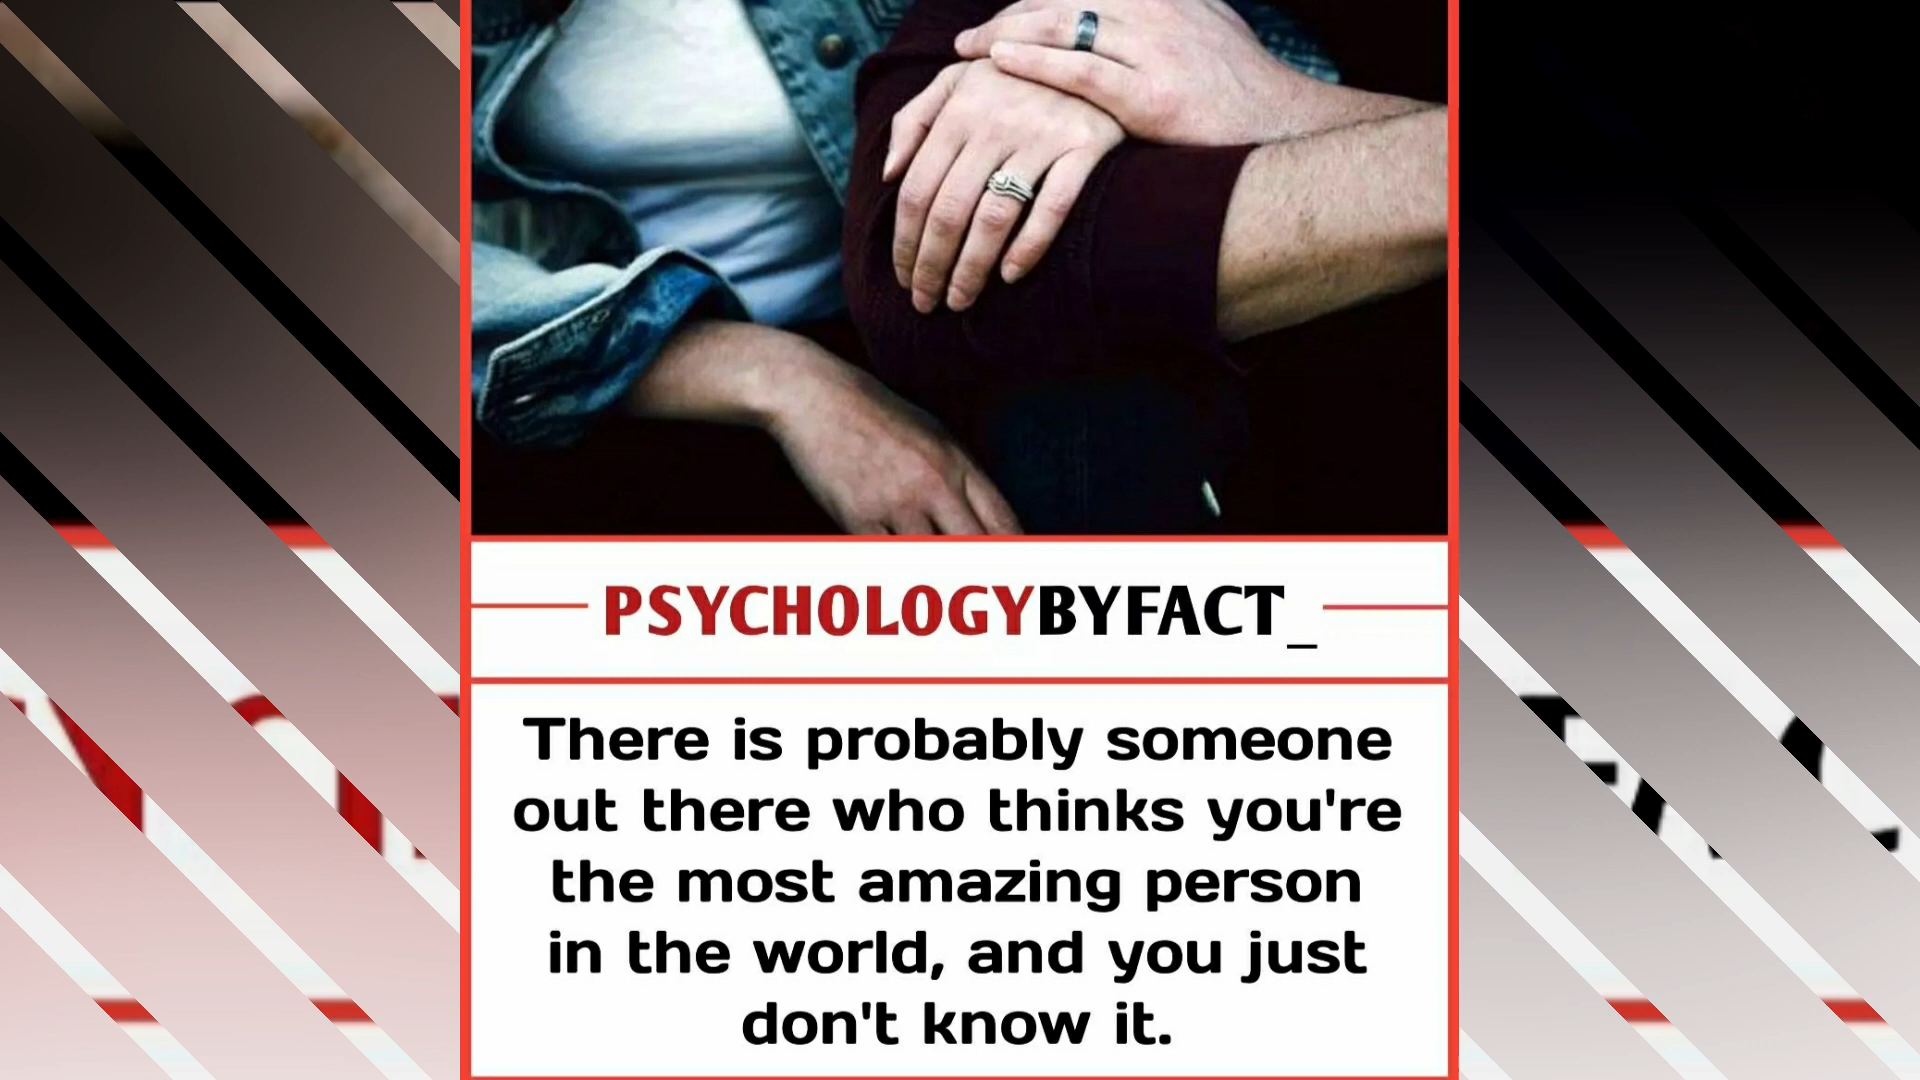 PSYCHOLOGYBYFACT_
There is probably someone
out there who thinks you're
the most amazing person
in the world, and you just
don't know it.